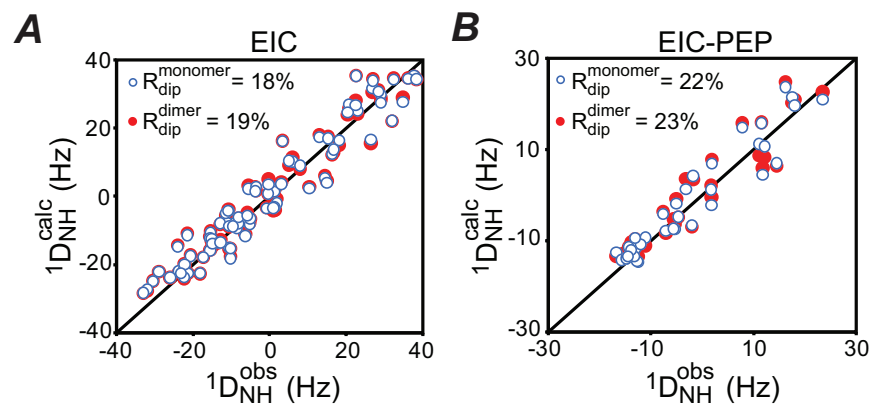 A
EIC
R_dip^monomer = 18%
R_dip^dimer = 19%
40
20
0
-20
-40
-40
-20
0
20
40
¹D_NH^calc (Hz)
¹D_NH^obs (Hz)
B
EIC-PEP
R_dip^monomer = 22%
R_dip^dimer = 23%
30
10
-10
-30
-30
-10
10
30
¹D_NH^calc (Hz)
¹D_NH^obs (Hz)